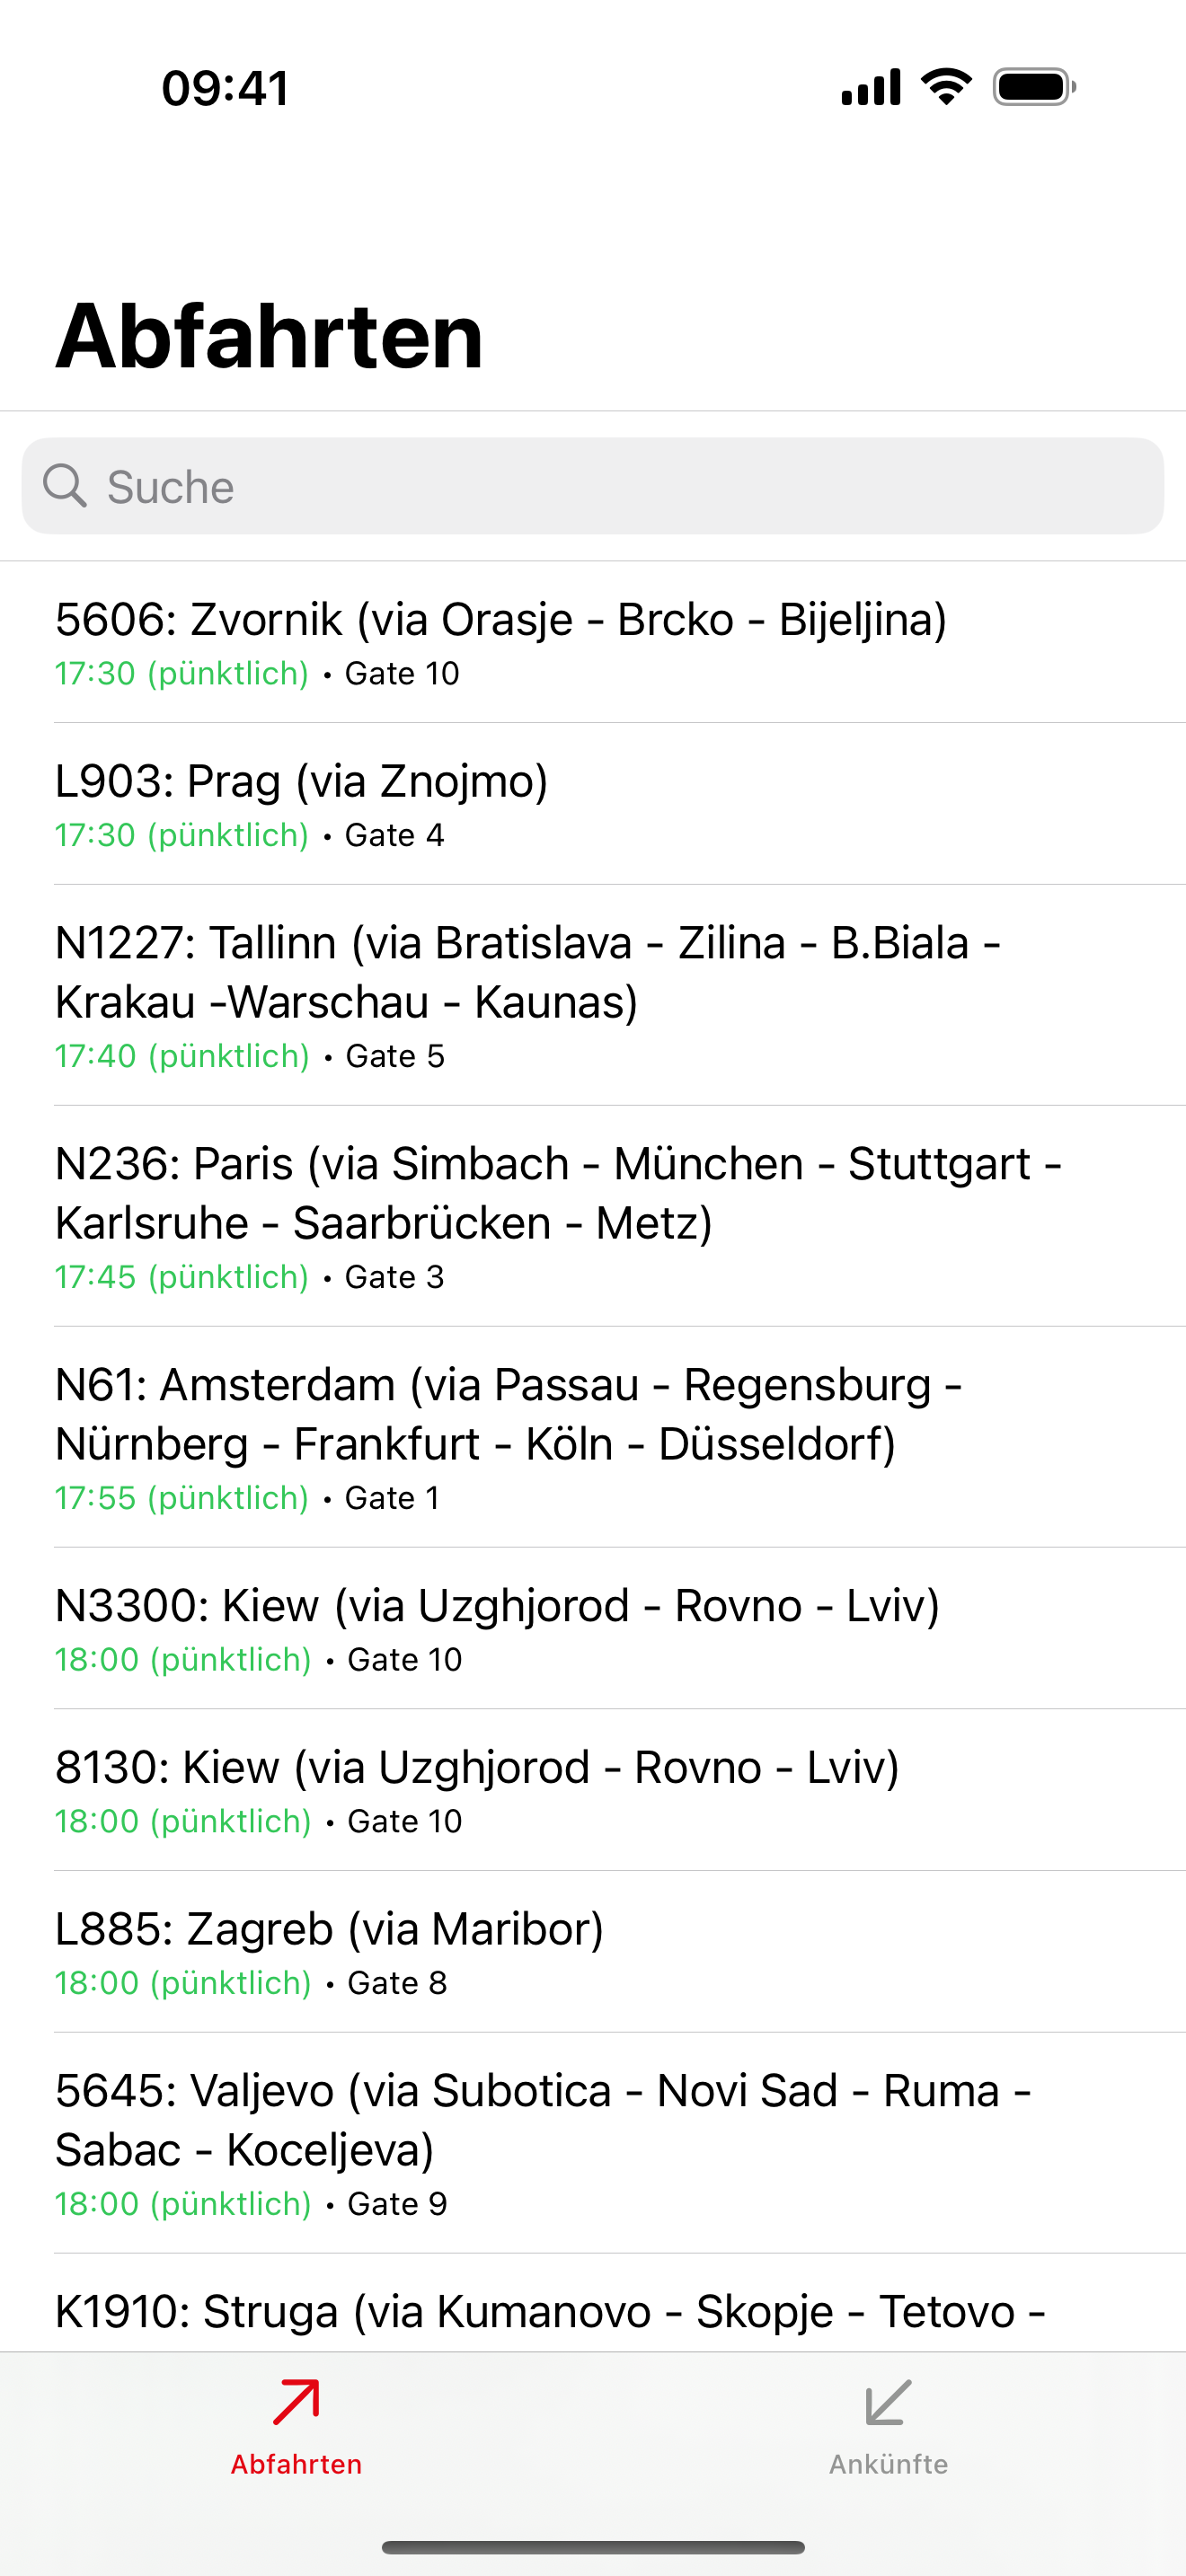 09:41
Abfahrten
Suche
5606: Zvornik (via Orasje - Brcko - Bijeljina)
17:30 (pünktlich) • Gate 10
L903: Prag (via Znojmo)
17:30 (pünktlich) • Gate 4
N1227: Tallinn (via Bratislava - Zilina - B.Biala -
Krakau -Warschau - Kaunas)
17:40 (pünktlich) • Gate 5
N236: Paris (via Simbach - München - Stuttgart -
Karlsruhe - Saarbrücken - Metz)
17:45 (pünktlich) • Gate 3
N61: Amsterdam (via Passau - Regensburg -
Nürnberg - Frankfurt - Köln - Düsseldorf)
17:55 (pünktlich) • Gate 1
N3300: Kiew (via Uzghjorod - Rovno - Lviv)
18:00 (pünktlich) • Gate 10
8130: Kiew (via Uzghjorod - Rovno - Lviv)
18:00 (pünktlich) • Gate 10
L885: Zagreb (via Maribor)
18:00 (pünktlich) • Gate 8
5645: Valjevo (via Subotica - Novi Sad - Ruma -
Sabac - Koceljeva)
18:00 (pünktlich) • Gate 9
K1910: Struga (via Kumanovo - Skopje - Tetovo -
Abfahrten
Ankünfte